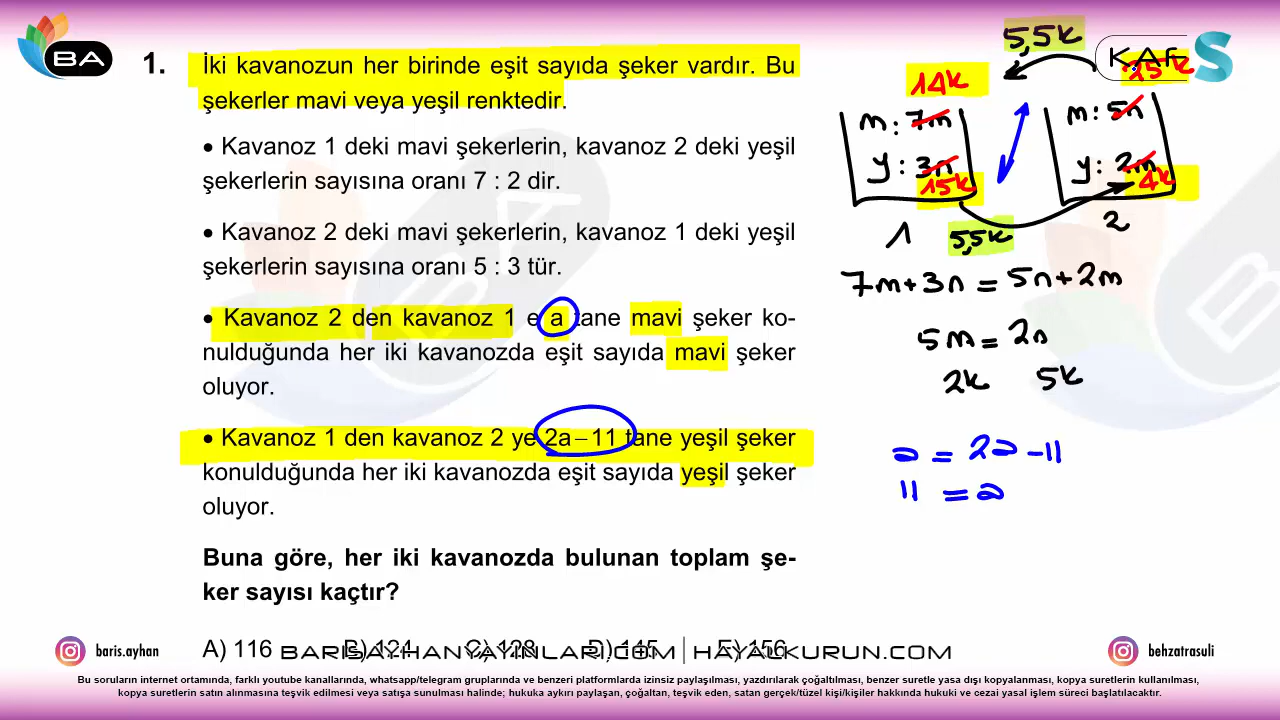 BA
1. İki kavanozun her birinde eşit sayıda şeker vardır. Bu
şekerler mavi veya yeşil renktedir.
• Kavanoz 1 deki mavi şekerlerin, kavanoz 2 deki yeşil
şekerlerin sayısına oranı 7 : 2 dir.
• Kavanoz 2 deki mavi şekerlerin, kavanoz 1 deki yeşil
şekerlerin sayısına oranı 5 : 3 tür.
• Kavanoz 2 den kavanoz 1 e a tane mavi şeker ko-
nulduğunda her iki kavanozda eşit sayıda mavi şeker
oluyor.
• Kavanoz 1 den kavanoz 2 ye 2a – 11 tane yeşil şeker
konulduğunda her iki kavanozda eşit sayıda yeşil şeker
oluyor.
Buna göre, her iki kavanozda bulunan toplam şe-
ker sayısı kaçtır?
A) 116 B) 124 C) 128 D) 145 E) 156
5,5k
KAF S
14k 25k
m: 7m m: 5n
y: 3n y: 2m
15k 4k
1 5,5k 2
7m+3n = 5n+2m
5m = 2n
2k 5k
a = 2a -11
11 = a
baris.ayhan
BARISAYHANYAYINLARI.COM | HAYALKURUN.COM
behzatrasuli
Bu soruların internet ortamında, farklı youtube kanallarında, whatsapp/telegram gruplarında ve benzeri platformlarda izinsiz paylaşılması, yazdırılarak çoğaltılması, benzer suretle yasa dışı kopyalanması, kopya suretlerin kullanılması,
kopya suretlerin satın alınmasına teşvik edilmesi veya satışa sunulması halinde; hukuka aykırı paylaşan, çoğaltan, teşvik eden, satan gerçek/tüzel kişi/kişiler hakkında hukuki ve cezai yasal işlem süreci başlatılacaktır.